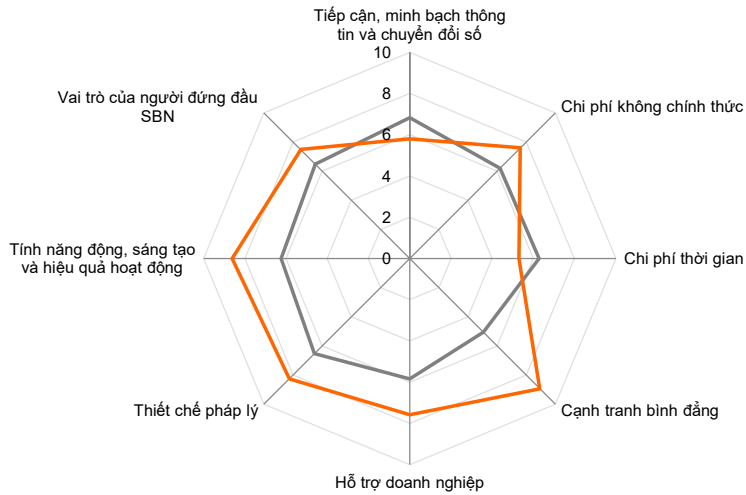 Tiếp cận, minh bạch thông
tin và chuyển đổi số
10
Vai trò của người đứng đầu
SBN
8
Chi phí không chính thức
6
4
2
Tính năng động, sáng tạo
và hiệu quả hoạt động
0
Chi phí thời gian
Thiết chế pháp lý
Cạnh tranh bình đẳng
Hỗ trợ doanh nghiệp